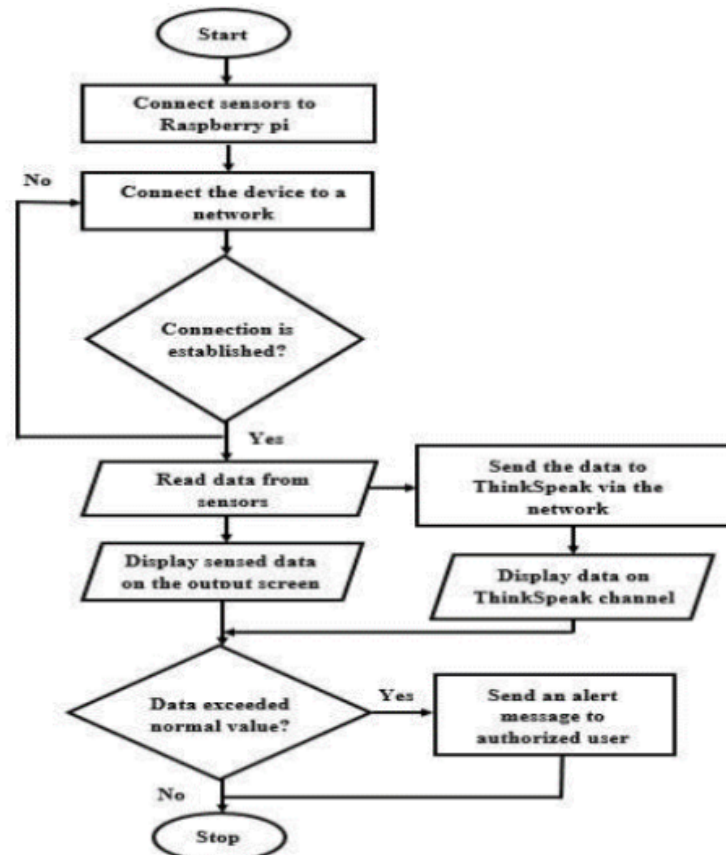 Start
Connect sensors to
Raspberry pi
No
Connect the device to a
network
Connection is
established?
Yes
Read data from
sensors
Send the data to
ThinkSpeak via the
network
Display sensed data
on the output screen
Display data on
ThinkSpeak channel
Data exceeded
normal value?
Yes
Send an alert
message to
authorized user
No
Stop